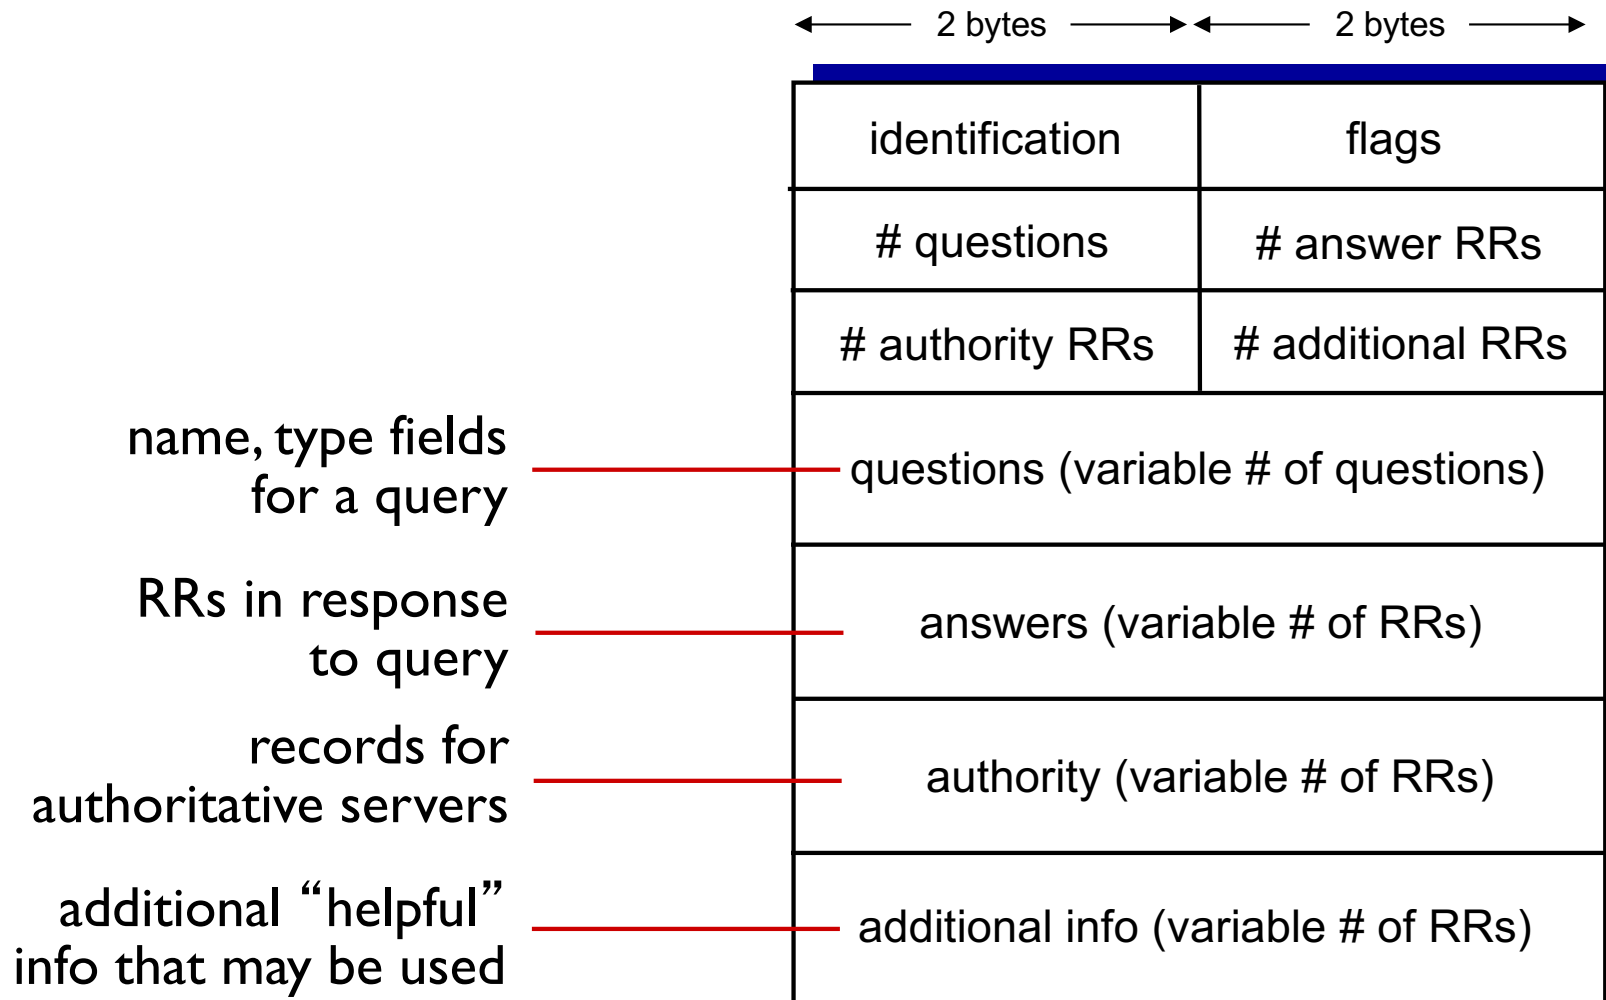 2 bytes
2 bytes
identification
flags
# questions
# answer RRs
# authority RRs
# additional RRs
name, type fields
for a query
questions (variable # of questions)
RRs in response
to query
answers (variable # of RRs)
records for
authoritative servers
authority (variable # of RRs)
additional “helpful”
info that may be used
additional info (variable # of RRs)